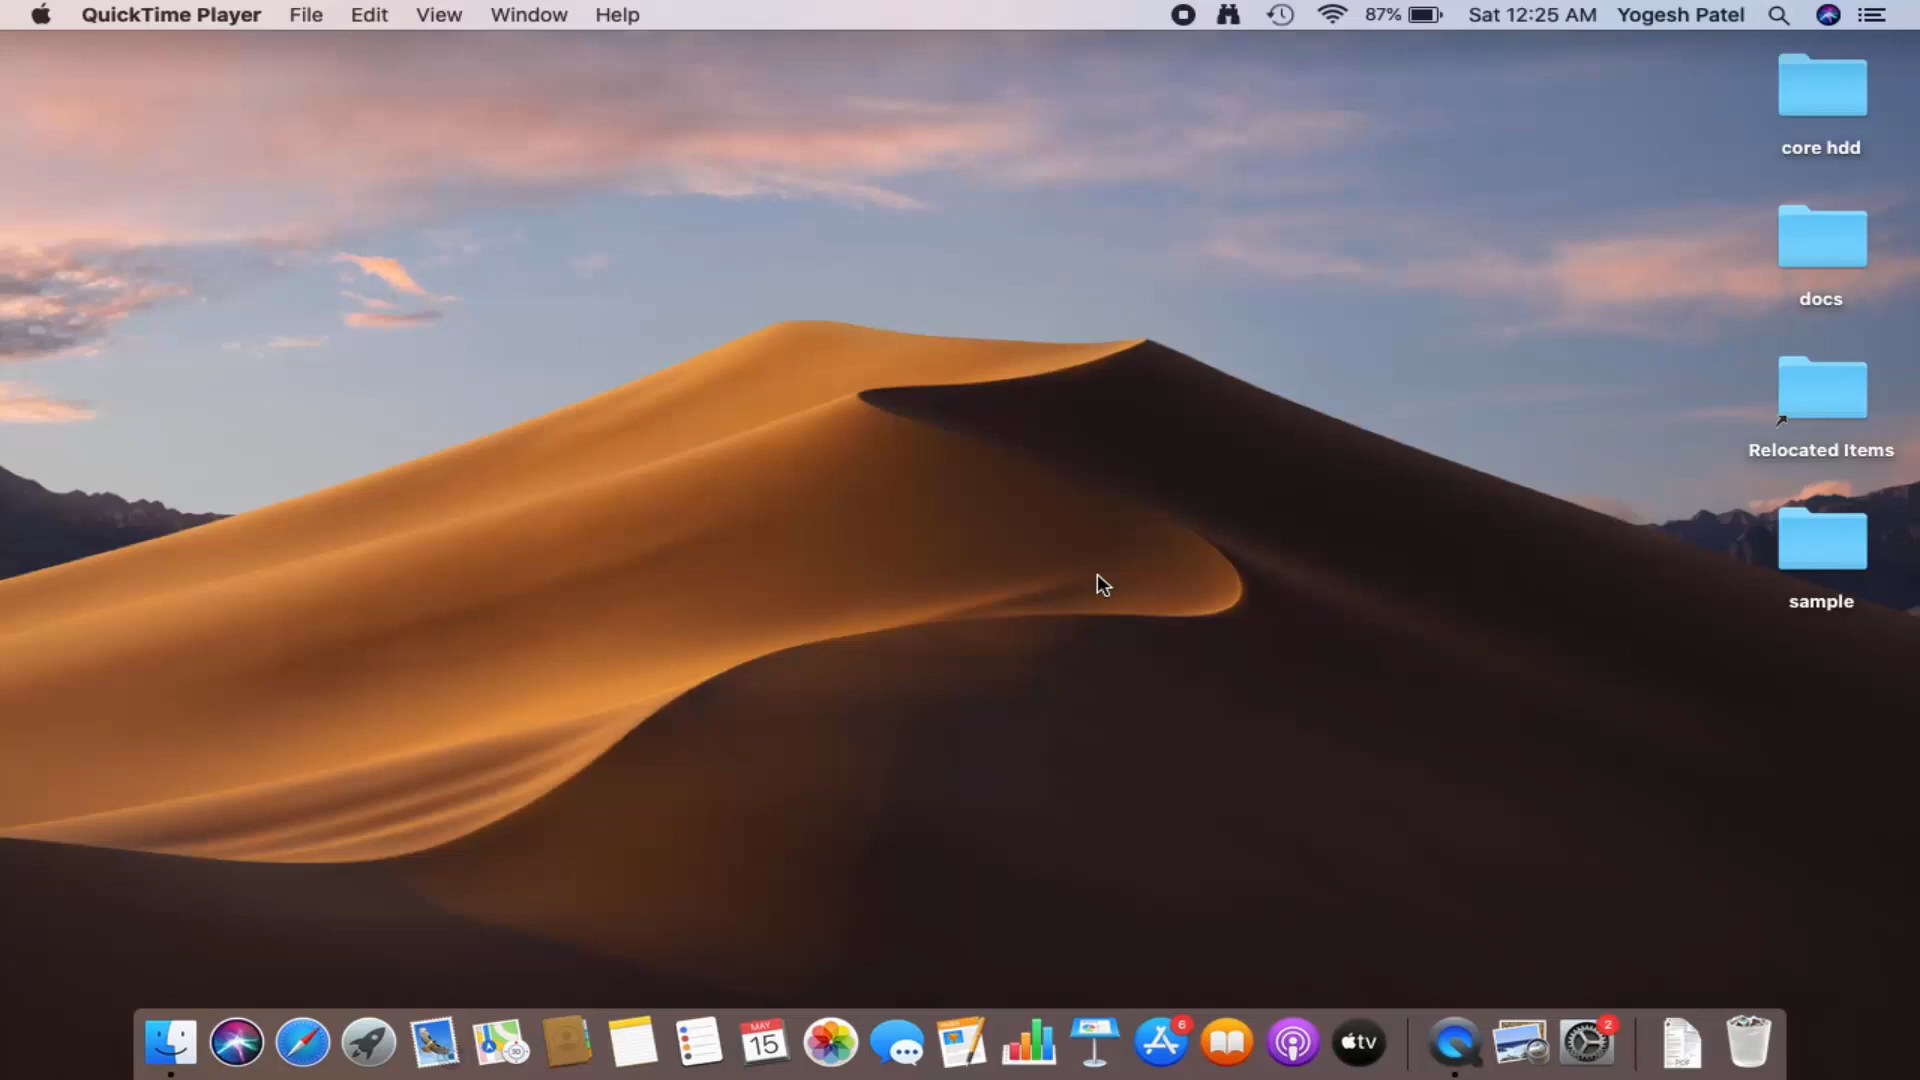 QuickTime Player File Edit View Window Help 87% Sat 12:25 AM Yogesh Patel
core hdd
docs
Relocated Items
sample
MAY
15
6
tv
2
PDF